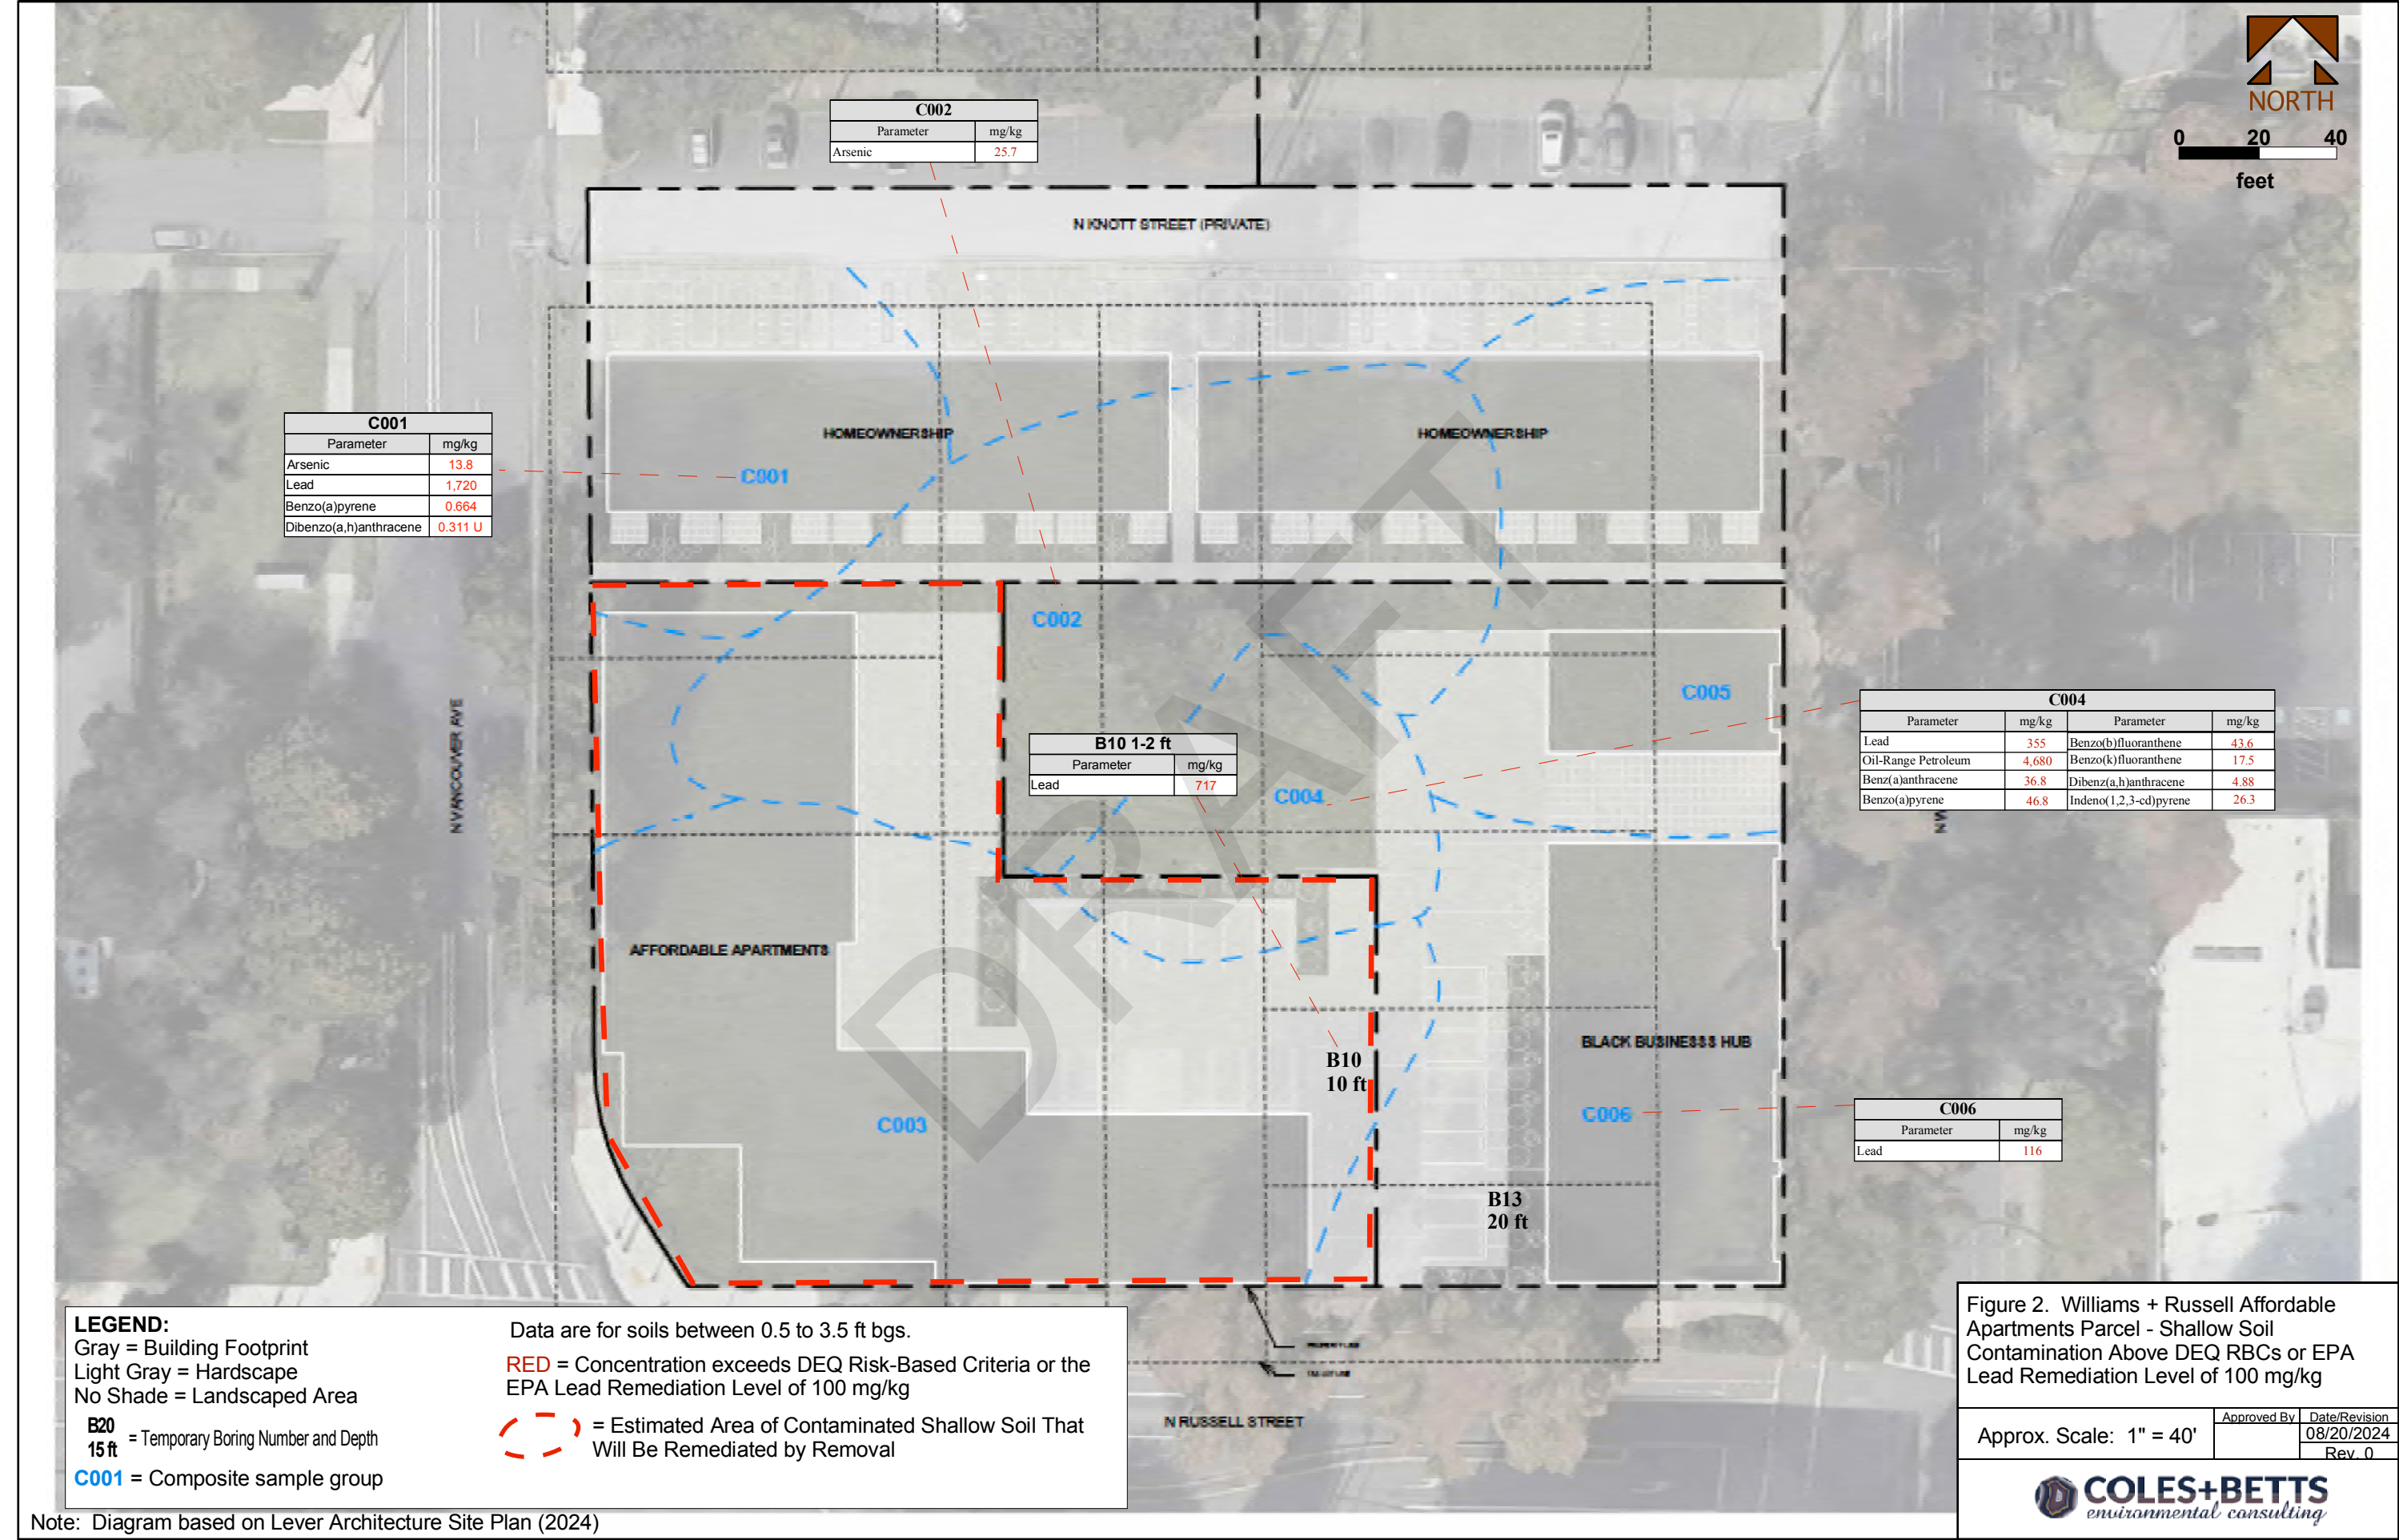 NORTH
0 20 40
feet
C002
Parameter mg/kg
Arsenic 25.7
N KNOTT STREET (PRIVATE)
C001
Parameter mg/kg
Arsenic 13.8
Lead 1,720
Benzo(a)pyrene 0.664
Dibenzo(a,h)anthracene 0.311 U
HOMEOWNERSHIP
HOMEOWNERSHIP
C001
C002
C005
C004
Parameter mg/kg Parameter mg/kg
Lead 355 Benzo(b)fluoranthene 43.6
Oil-Range Petroleum 4,680 Benzo(k)fluoranthene 17.5
Benz(a)anthracene 36.8 Dibenz(a,h)anthracene 4.88
Benzo(a)pyrene 46.8 Indeno(1,2,3-cd)pyrene 26.3
B10 1-2 ft
Parameter mg/kg
Lead 717
C004
N VANCOUVER AVE
DRAFT
AFFORDABLE APARTMENTS
B10
10 ft
BLACK BUSINESSS HUB
C003
C006
C006
Parameter mg/kg
Lead 116
B13
20 ft
N RUSSELL STREET
LEGEND:
Gray = Building Footprint
Light Gray = Hardscape
No Shade = Landscaped Area
B20
15 ft = Temporary Boring Number and Depth
C001 = Composite sample group
Data are for soils between 0.5 to 3.5 ft bgs.
RED = Concentration exceeds DEQ Risk-Based Criteria or the
EPA Lead Remediation Level of 100 mg/kg
= Estimated Area of Contaminated Shallow Soil That
Will Be Remediated by Removal
Figure 2. Williams + Russell Affordable
Apartments Parcel - Shallow Soil
Contamination Above DEQ RBCs or EPA
Lead Remediation Level of 100 mg/kg
Approx. Scale: 1" = 40'
Approved By Date/Revision
08/20/2024
Rev. 0
COLES+BETTS
environmental consulting
Note: Diagram based on Lever Architecture Site Plan (2024)